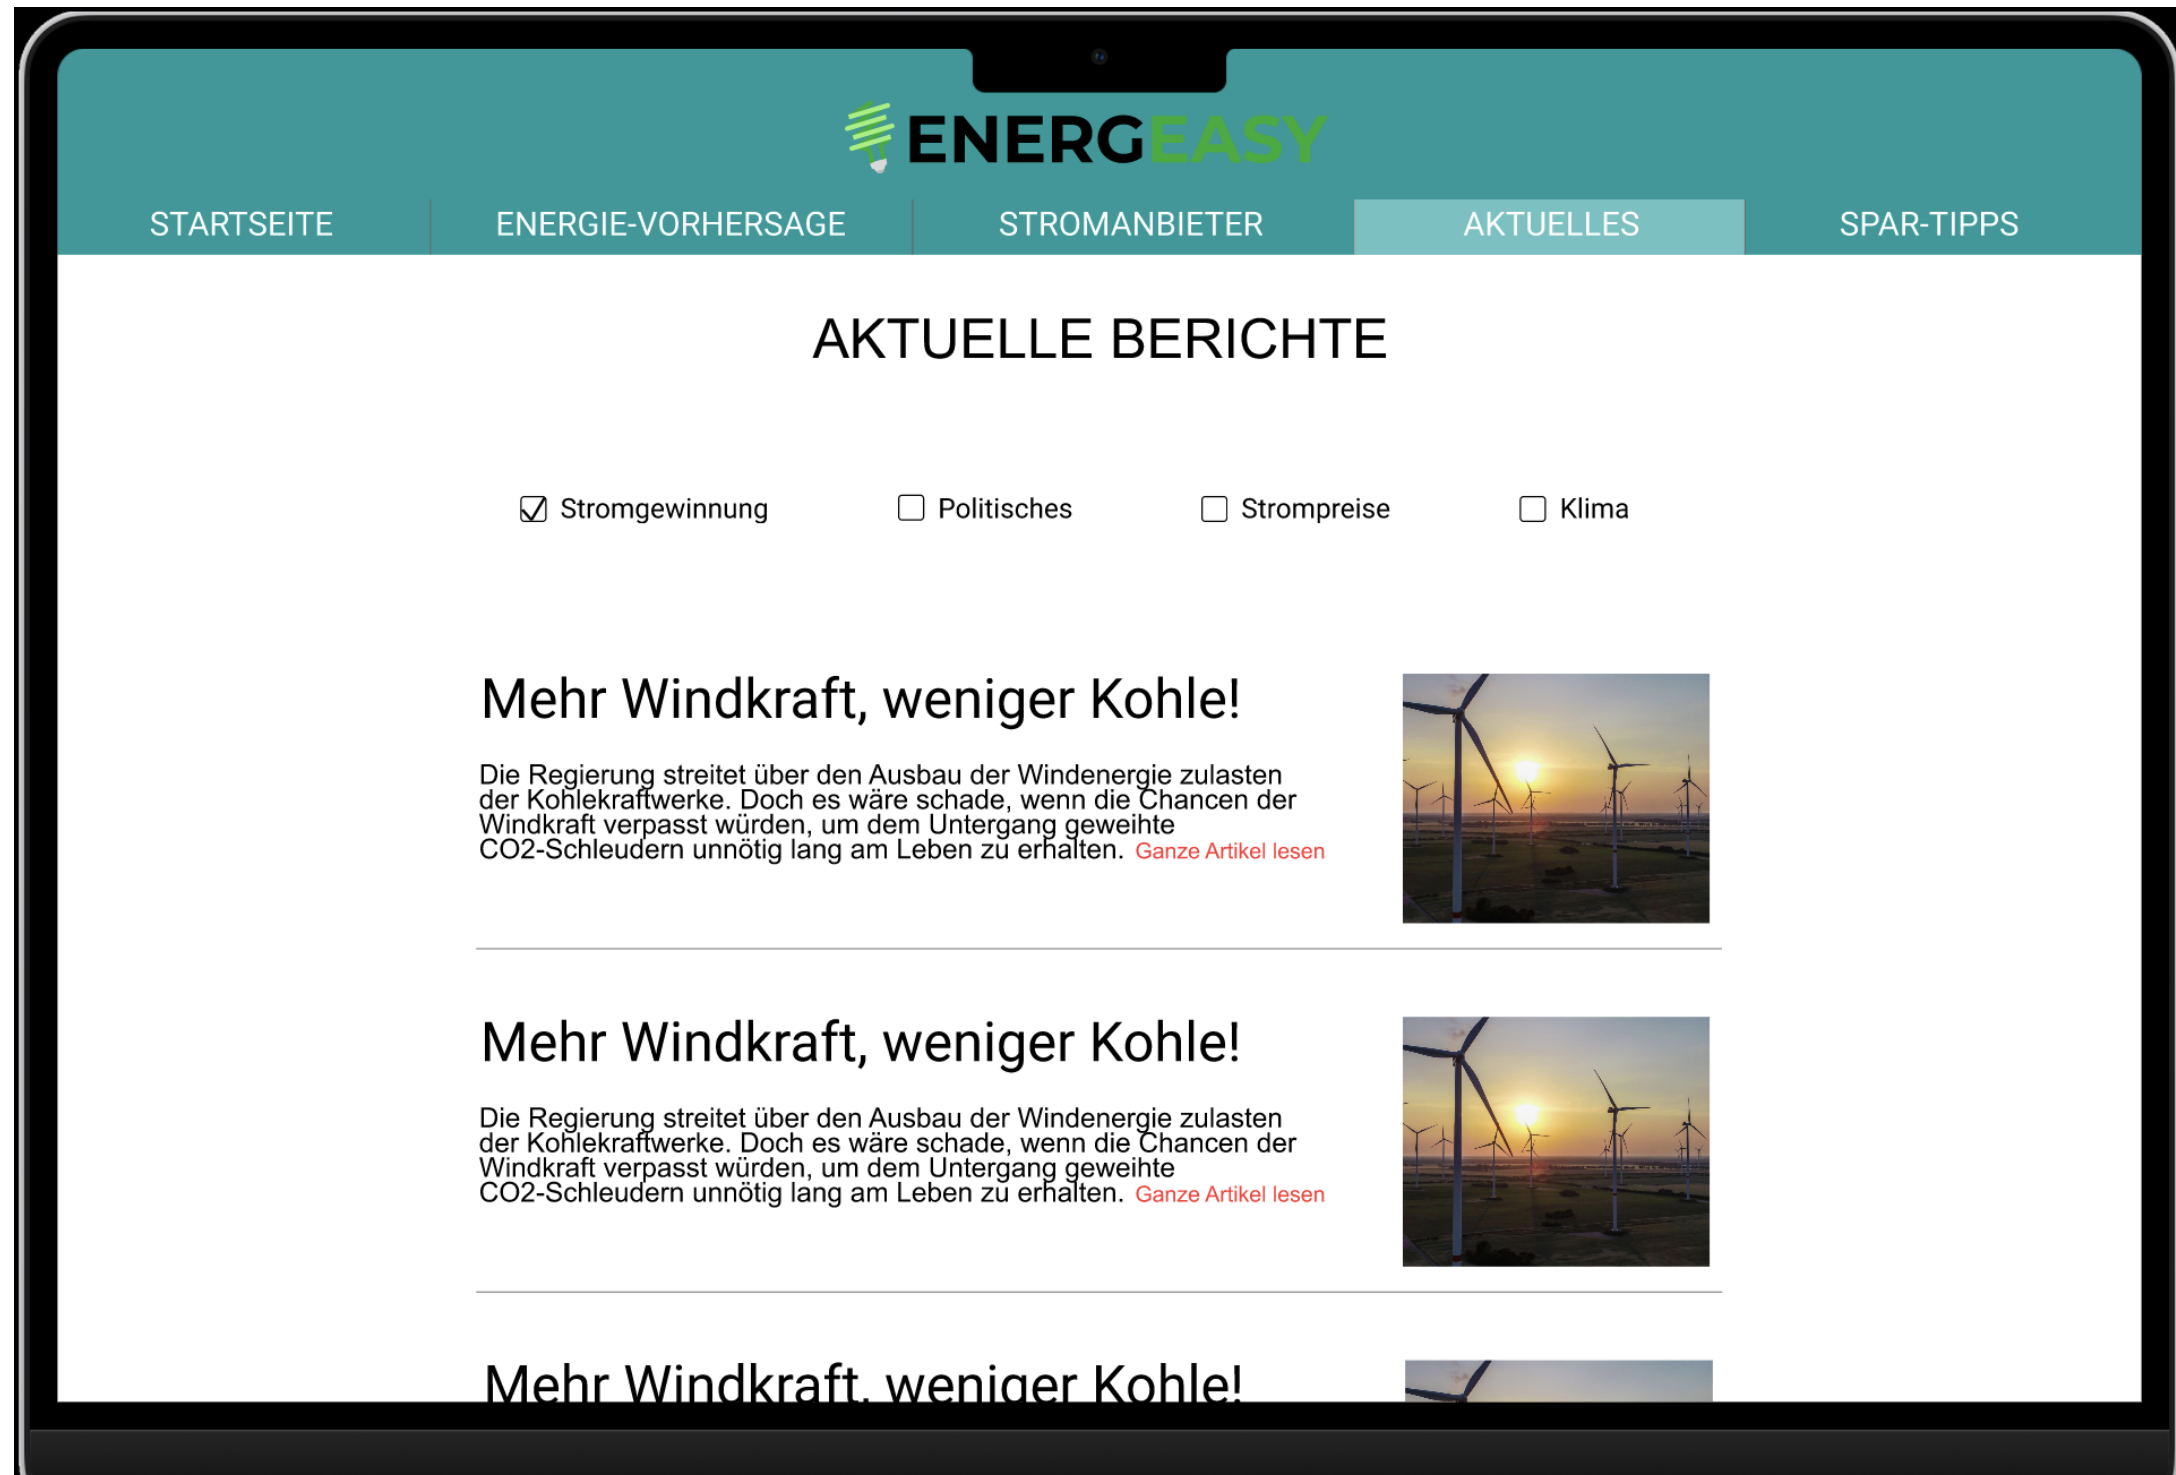 ENERGEASY
STARTSEITE
ENERGIE-VORHERSAGE
STROMANBIETER
AKTUELLES
SPAR-TIPPS
AKTUELLE BERICHTE
Stromgewinnung
Politisches
Strompreise
Klima
Mehr Windkraft, weniger Kohle!
Die Regierung streitet über den Ausbau der Windenergie zulasten
der Kohlekraftwerke. Doch es wäre schade, wenn die Chancen der
Windkraft verpasst würden, um dem Untergang geweihte
CO2-Schleudern unnötig lang am Leben zu erhalten. Ganze Artikel lesen
Mehr Windkraft, weniger Kohle!
Die Regierung streitet über den Ausbau der Windenergie zulasten
der Kohlekraftwerke. Doch es wäre schade, wenn die Chancen der
Windkraft verpasst würden, um dem Untergang geweihte
CO2-Schleudern unnötig lang am Leben zu erhalten. Ganze Artikel lesen
Mehr Windkraft, weniger Kohle!